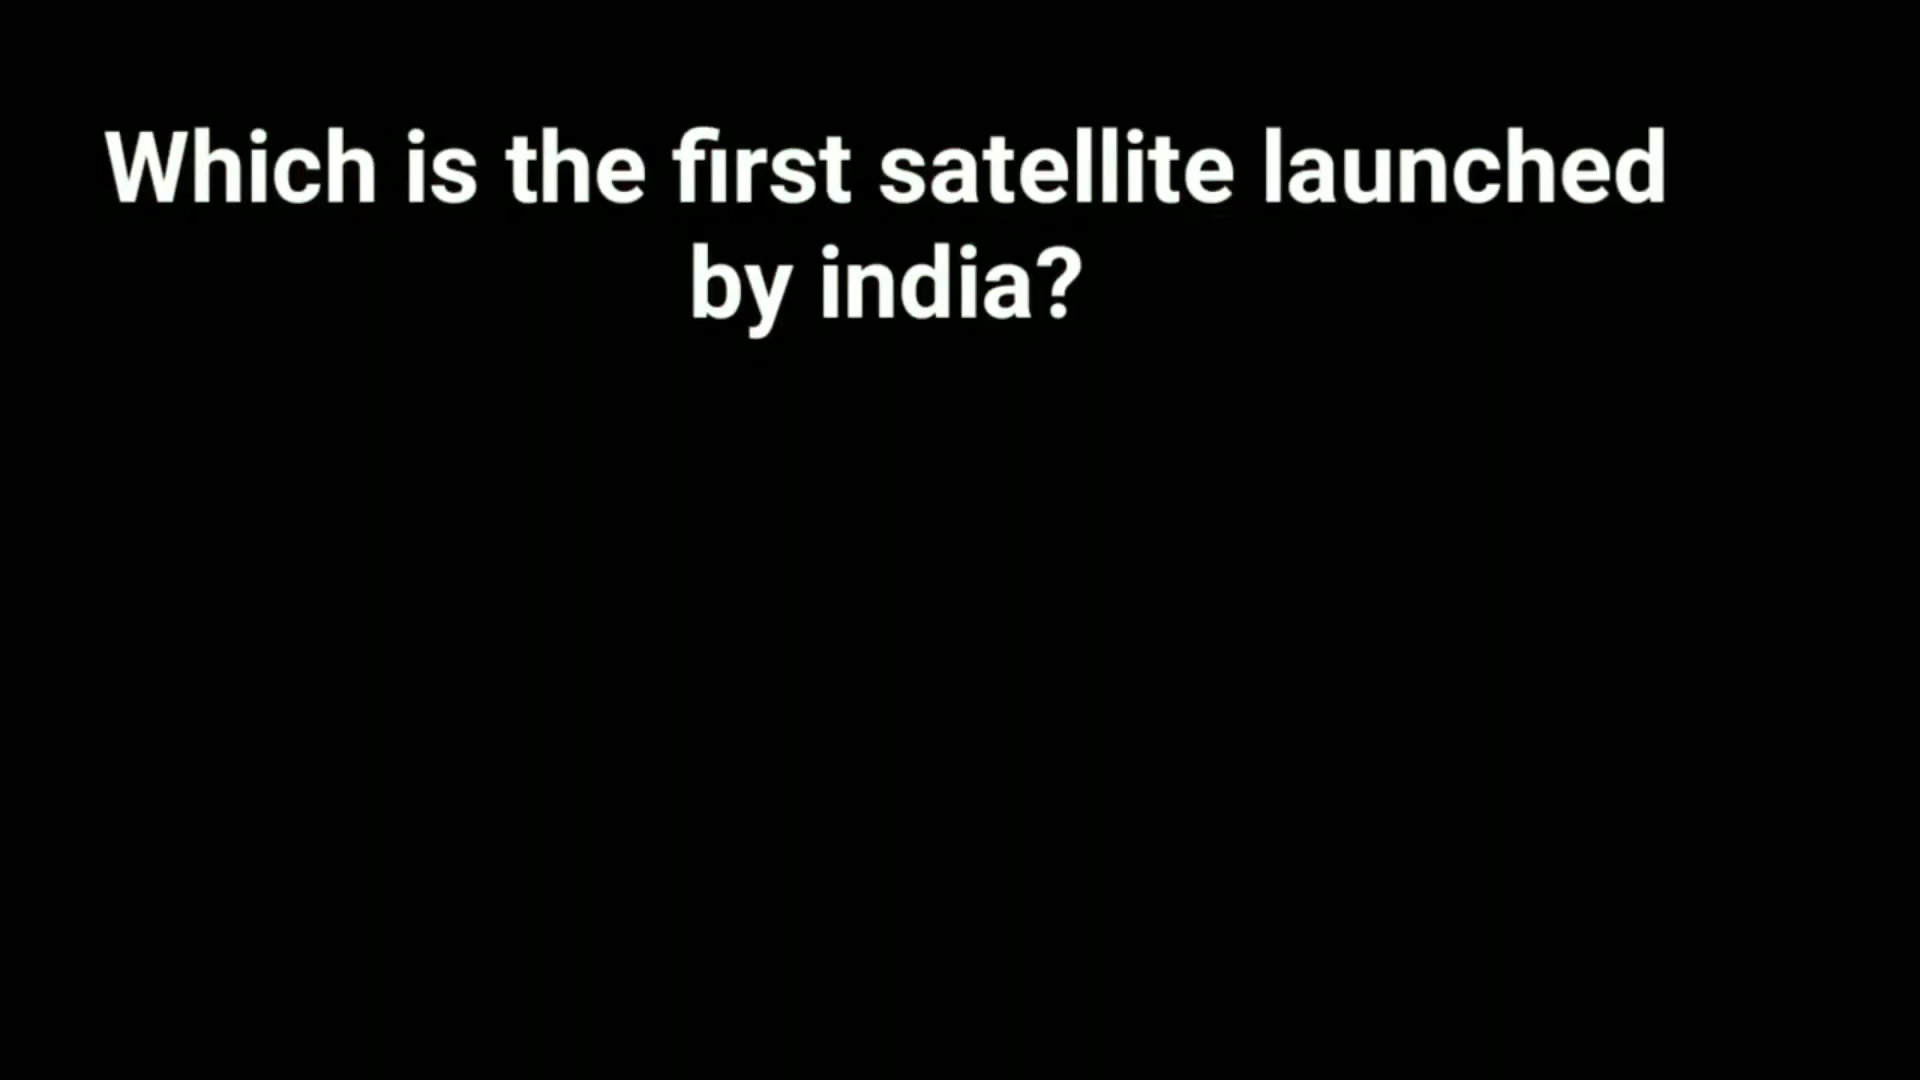 Which is the first satellite launched
by india?